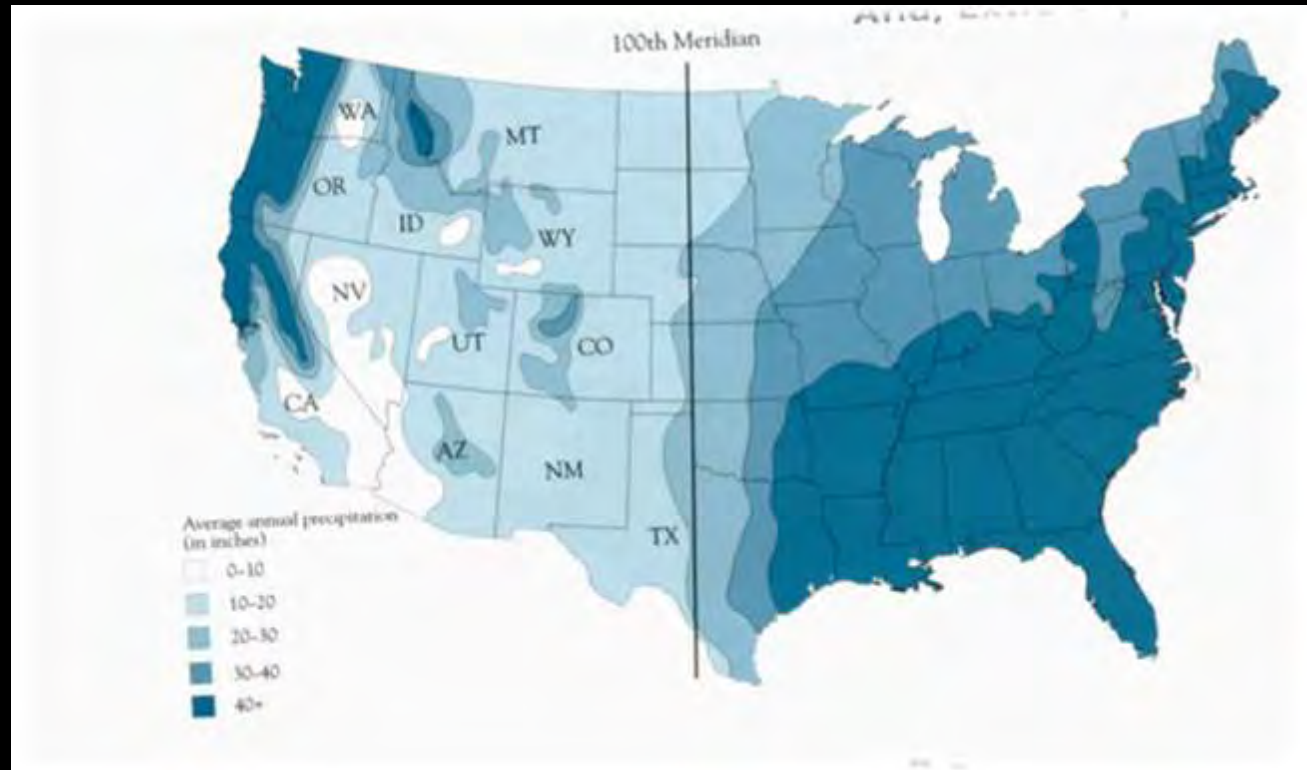 100th Meridian
WA
MT
OR
ID
WY
NV
UT
CO
CA
AZ
NM
TX
Average annual precipitation
(in inches)
0-10
10-20
20-30
30-40
40+